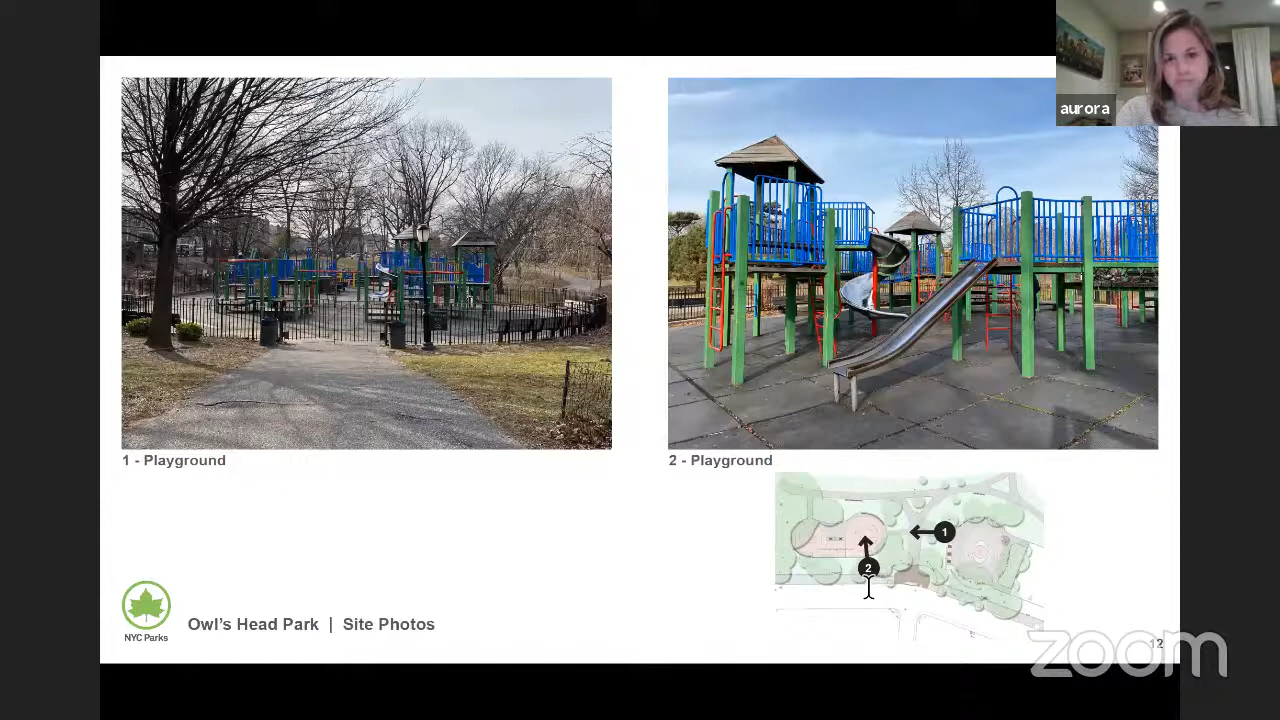 aurora
1 - Playground
2 - Playground
1
2
NYC Parks
Owl's Head Park | Site Photos
12
zoom